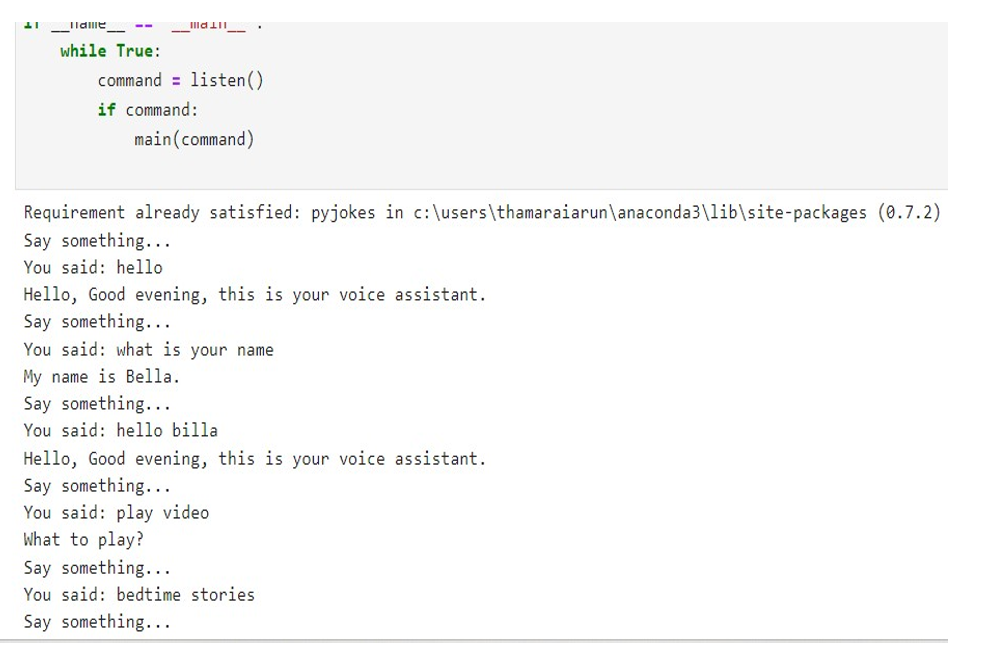 if __name__ == "__main__":
while True:
command = listen()
if command:
main(command)
Requirement already satisfied: pyjokes in c:\users\thamaraiarun\anaconda3\lib\site-packages (0.7.2)
Say something...
You said: hello
Hello, Good evening, this is your voice assistant.
Say something...
You said: what is your name
My name is Bella.
Say something...
You said: hello billa
Hello, Good evening, this is your voice assistant.
Say something...
You said: play video
What to play?
Say something...
You said: bedtime stories
Say something...